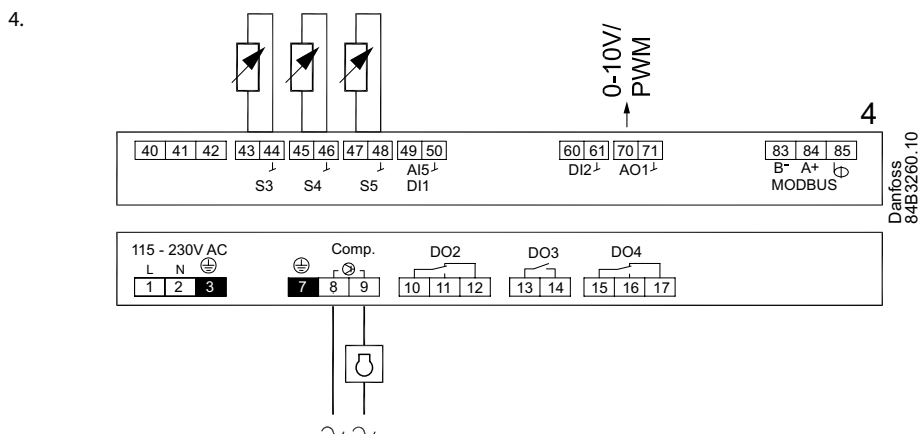 4.
0-10V/
PWM
4
40 41 42 43 44 45 46 47 48 49 50 60 61 70 71 83 84 85
AI5 DI2 AO1 B- A+
S3 S4 S5 DI1 MODBUS
Danfoss
84B3260.10
115 - 230V AC Comp. DO2 DO3 DO4
L N
1 2 3 7 8 9 10 11 12 13 14 15 16 17